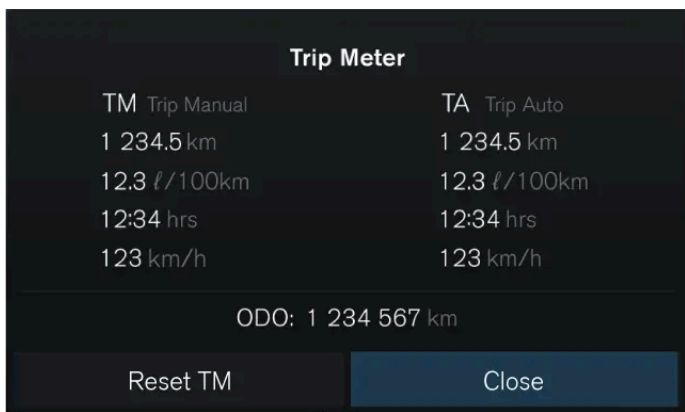 Trip Meter
TM Trip Manual
1 234.5 km
12.3 ℓ/100km
12:34 hrs
123 km/h
TA Trip Auto
1 234.5 km
12.3 ℓ/100km
12:34 hrs
123 km/h
ODO: 1 234 567 km
Reset TM
Close